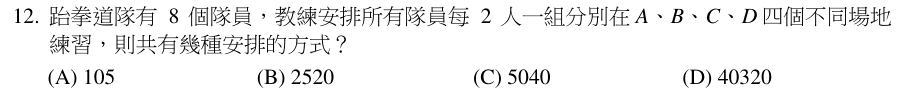 12. 跆拳道隊有 8 個隊員，教練安排所有隊員每 2 人一組分別在 A、B、C、D 四個不同場地
練習，則共有幾種安排的方式？
(A) 105 (B) 2520 (C) 5040 (D) 40320